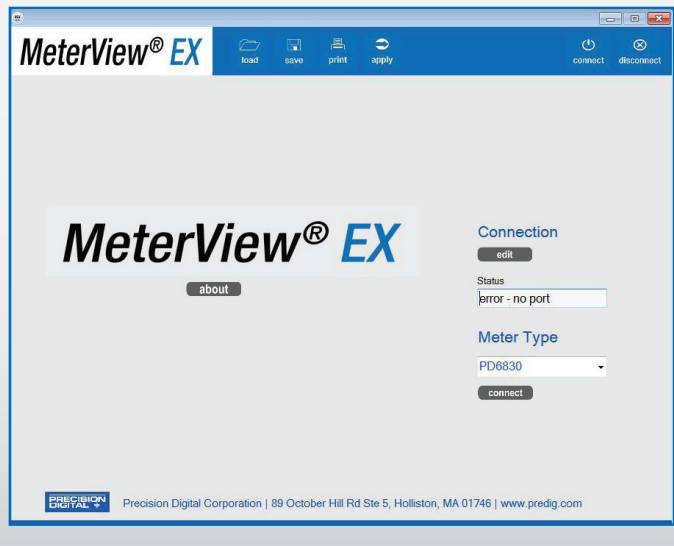 MeterView® EX
load save print apply connect disconnect
MeterView® EX
about
Connection
edit
Status
error - no port
Meter Type
PD6830
connect
PRECISION
DIGITAL
Precision Digital Corporation | 89 October Hill Rd Ste 5, Holliston, MA 01746 | www.predig.com